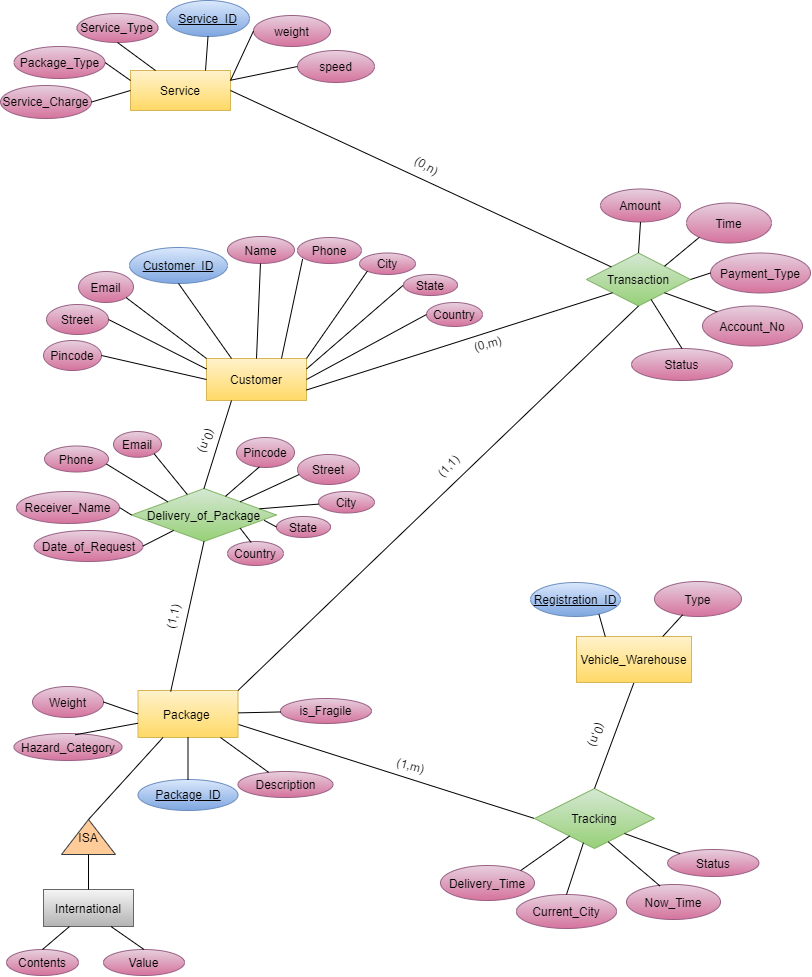 Service_ID
Service_Type
weight
Package_Type
speed
Service
Service_Charge
(0,n)
Amount
Time
Payment_Type
Transaction
Account_No
Status
Name
Phone
City
Customer_ID
State
Email
Country
Street
Pincode
Customer
(0,m)
(0,n)
Email
Pincode
Phone
Street
Receiver_Name
City
Delivery_of_Package
State
Date_of_Request
Country
(1,1)
(1,1)
Registration_ID
Type
Vehicle_Warehouse
(0,n)
Weight
Package
is_Fragile
Hazard_Category
(1,m)
Package_ID
Description
Tracking
ISA
Status
Delivery_Time
Now_Time
Current_City
International
Contents
Value